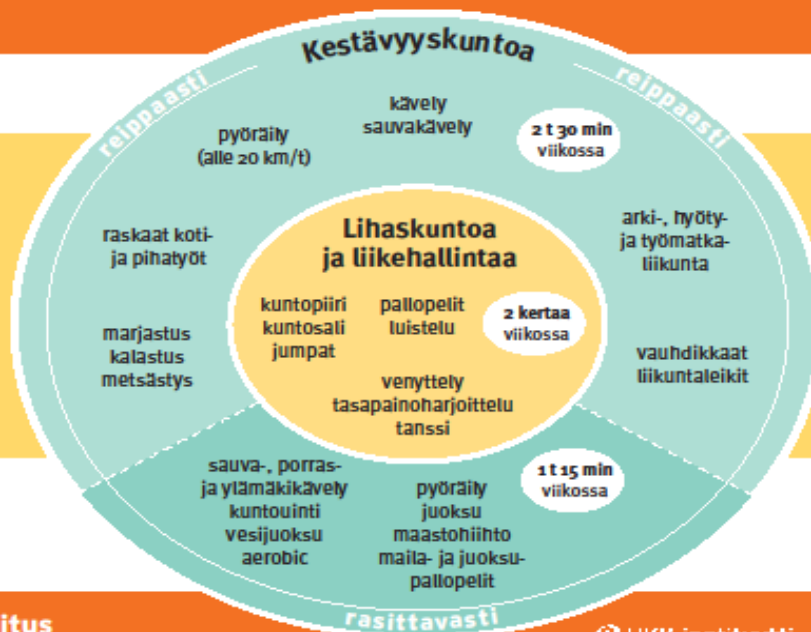 Kestävyyskuntoa
reippaasti
reippaasti
kävely
sauvakävely
2 t 30 min
viikossa
pyöräily
(alle 20 km/t)
raskaat koti-
ja pihatyöt
arki-, hyöty-
ja työmatka-
liikunta
marjastus
kalastus
metsästys
vauhdikkaat
liikuntaleikit
Lihaskuntoa
ja liikehallintaa
kuntopiiri
kuntosali
jumpat
pallopelit
luistelu
2 kertaa
viikossa
venyttely
tasapainoharjoittelu
tanssi
sauva-, porras-
ja ylämäkikävely
kuntouinti
vesijuoksu
aerobic
pyöräily
juoksu
maastohiihto
maila- ja juoksu-
pallopelit
1 t 15 min
viikossa
rasittavasti
itus